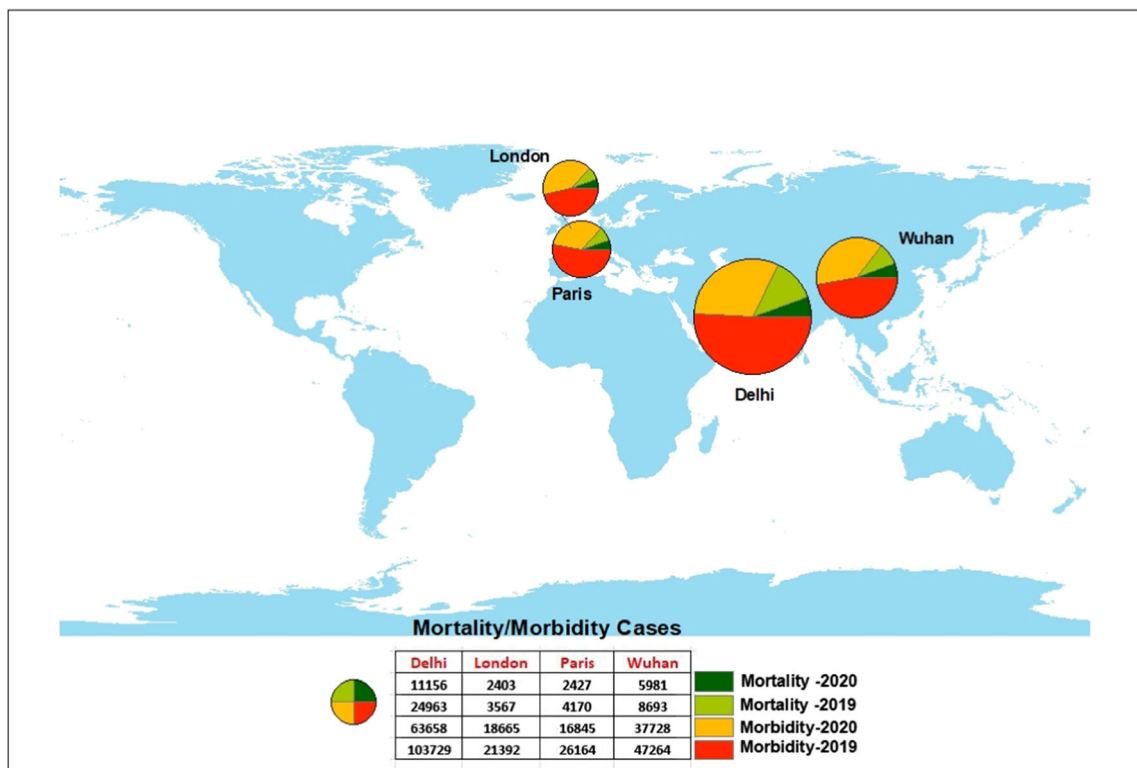 London
Wuhan
Paris
Delhi
Mortality/Morbidity Cases
Delhi London Paris Wuhan
11156 2403 2427 5981 Mortality -2020
24963 3567 4170 8693 Mortality -2019
63658 18665 16845 37728 Morbidity-2020
103729 21392 26164 47264 Morbidity-2019